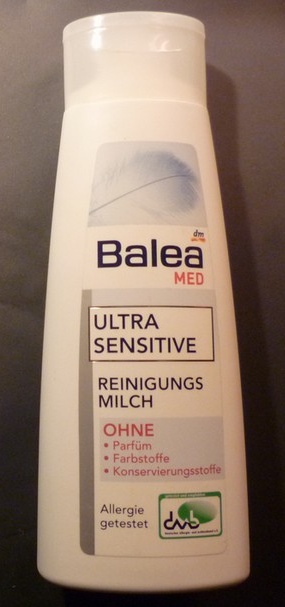 dm
Balea
MED
ULTRA
SENSITIVE
REINIGUNGS
MILCH
OHNE
• Parfüm
• Farbstoffe
• Konservierungsstoffe
Allergie
getestet